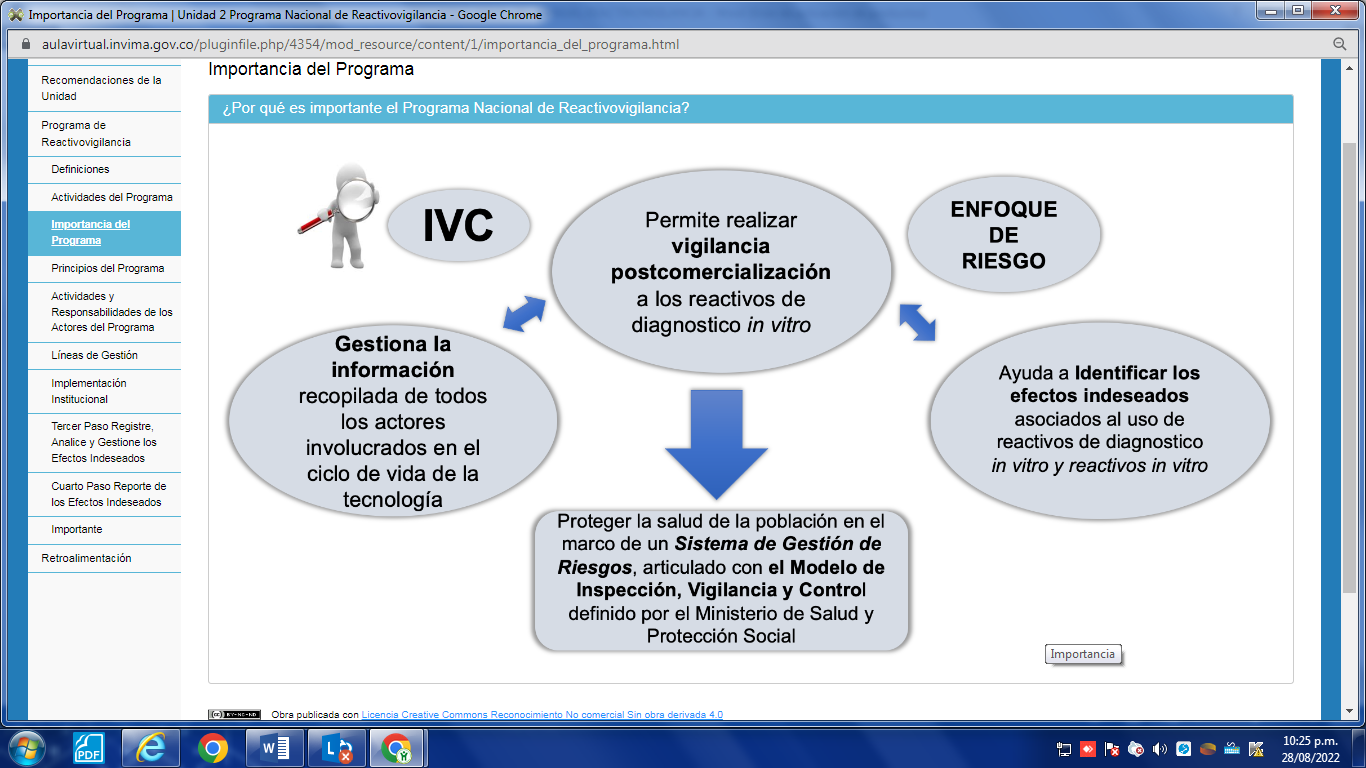 Importancia del Programa | Unidad 2 Programa Nacional de Reactivovigilancia - Google Chrome
aulavirtual.invima.gov.co/pluginfile.php/4354/mod_resource/content/1/importancia_del_programa.html
Recomendaciones de la
Unidad
Programa de
Reactivovigilancia
Definiciones
Actividades del Programa
Importancia del
Programa
Principios del Programa
Actividades y
Responsabilidades de los
Actores del Programa
Líneas de Gestión
Implementación
Institucional
Tercer Paso Registre,
Analice y Gestione los
Efectos Indeseados
Cuarto Paso Reporte de
los Efectos Indeseados
Importante
Retroalimentación
Importancia del Programa
¿Por qué es importante el Programa Nacional de Reactivovigilancia?
IVC
Permite realizar
vigilancia
postcomercialización
a los reactivos de
diagnostico in vitro
ENFOQUE
DE
RIESGO
Gestiona la
información
recopilada de todos
los actores
involucrados en el
ciclo de vida de la
tecnología
Ayuda a Identificar los
efectos indeseados
asociados al uso de
reactivos de diagnostico
in vitro y reactivos in vitro
Proteger la salud de la población en el
marco de un Sistema de Gestión de
Riesgos, articulado con el Modelo de
Inspección, Vigilancia y Control
definido por el Ministerio de Salud y
Protección Social
Importancia
(cc) BY-NC-ND Obra publicada con Licencia Creative Commons Reconocimiento No comercial Sin obra derivada 4.0
PDF
10:25 p.m.
28/08/2022